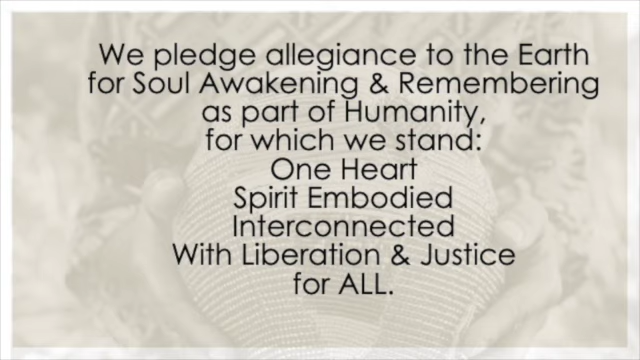 We pledge allegiance to the Earth
for Soul Awakening & Remembering
as part of Humanity,
for which we stand:
One Heart
Spirit Embodied
Interconnected
With Liberation & Justice
for ALL.